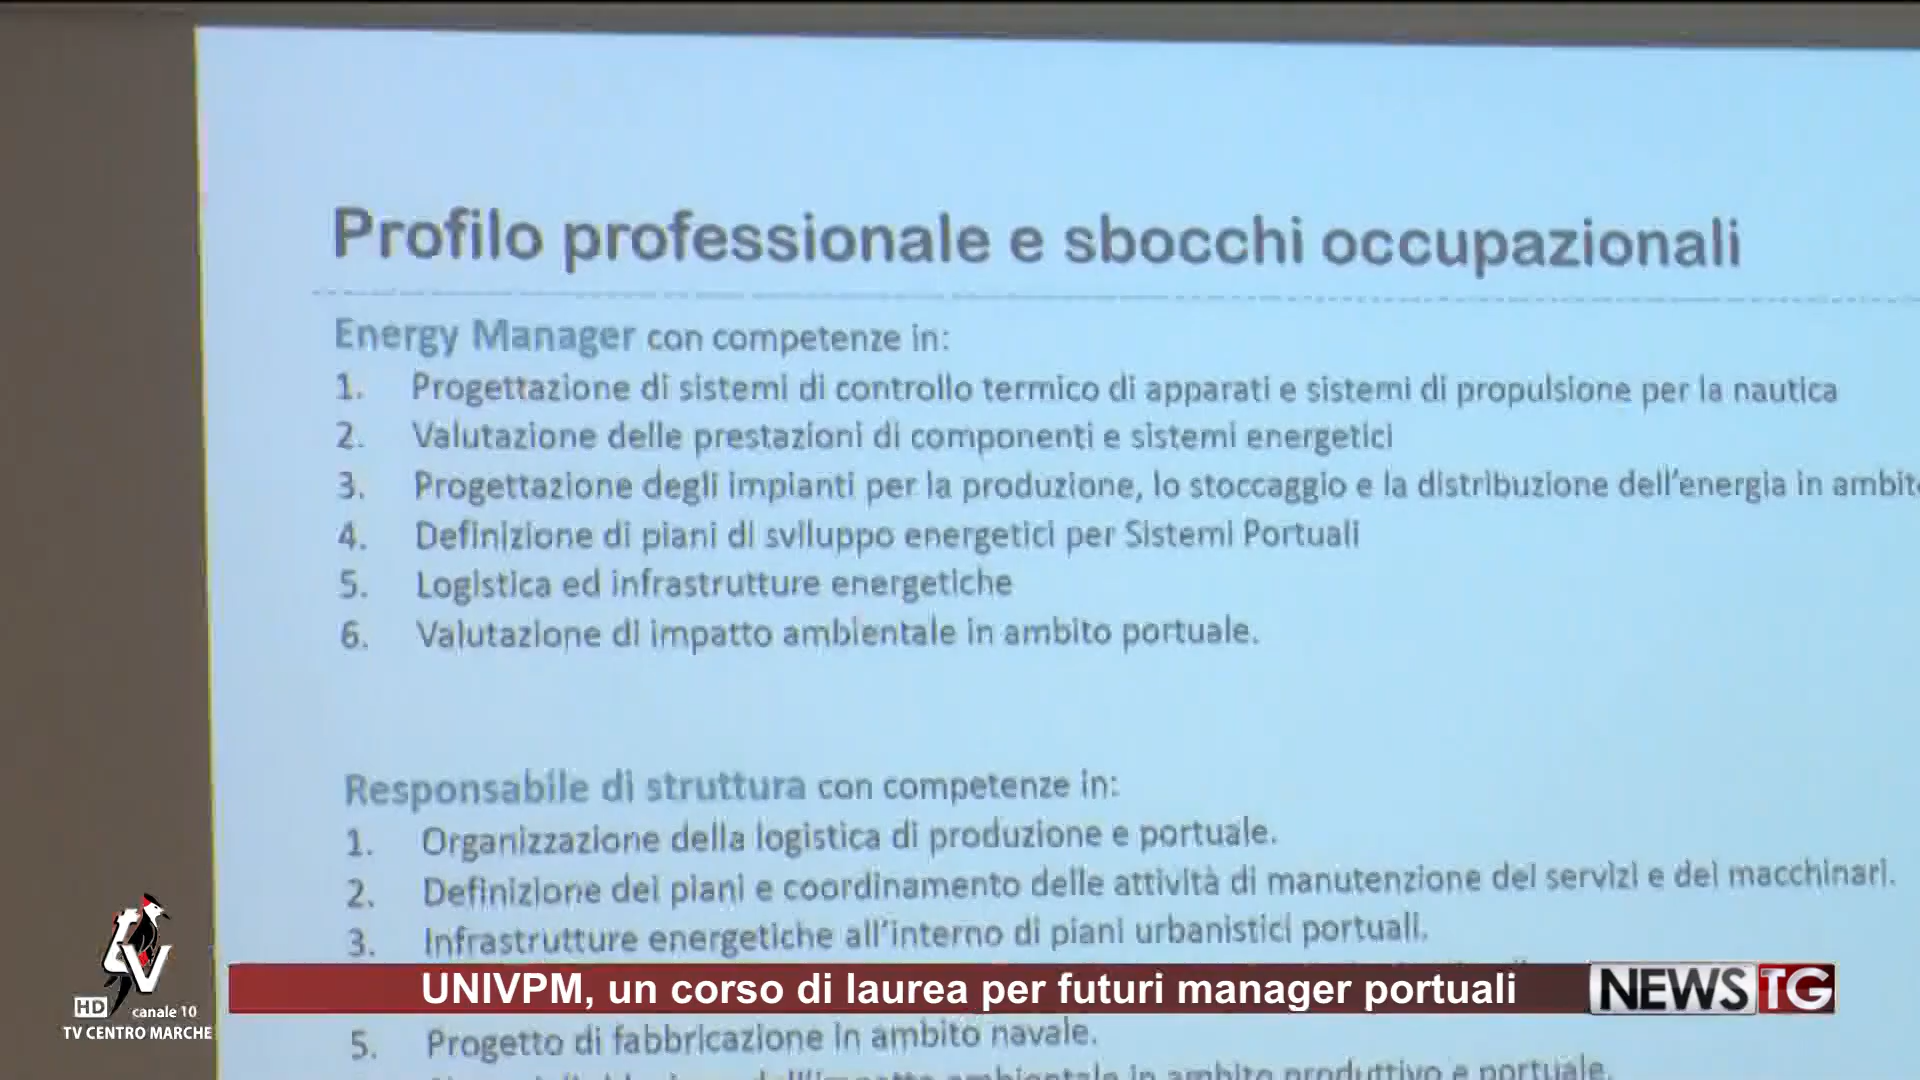 Profilo professionale e sbocchi occupazionali
Energy Manager con competenze in:
1. Progettazione di sistemi di controllo termico di apparati e sistemi di propulsione per la nautica
2. Valutazione delle prestazioni di componenti e sistemi energetici
3. Progettazione degli impianti per la produzione, lo stoccaggio e la distribuzione dell'energia in
4. Definizione di piani di sviluppo energetici per Sistemi Portuali
5. Logistica ed infrastrutture energetiche
6. Valutazione di impatto ambientale in ambito portuale.
Responsabile di struttura con competenze in:
1. Organizzazione della logistica di produzione e portuale.
2. Definizione dei piani e coordinamento delle attività di manutenzione dei servizi e dei macchinari.
3. Infrastrutture energetiche all'interno di piani urbanistici portuali.
UNIVPM, un corso di laurea per futuri manager portuali
NEWS TG
HD canale 10
TV CENTRO MARCHE
5. Progetto di fabbricazione in ambito navale.
ambientale in ambito produttivo e portuale.